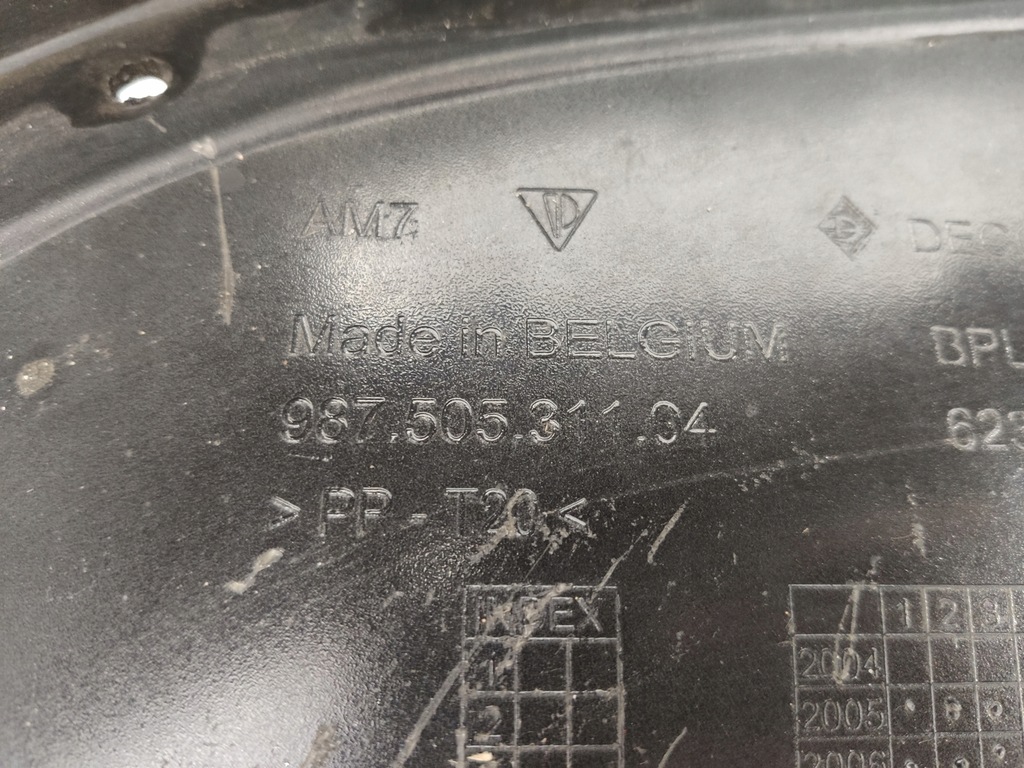 AMZ DEC
Made in BELGIUM BPL
987.505.311.04 623
>PP-T20<
INDEX 1 2 3
1 2004
2 2005
2006